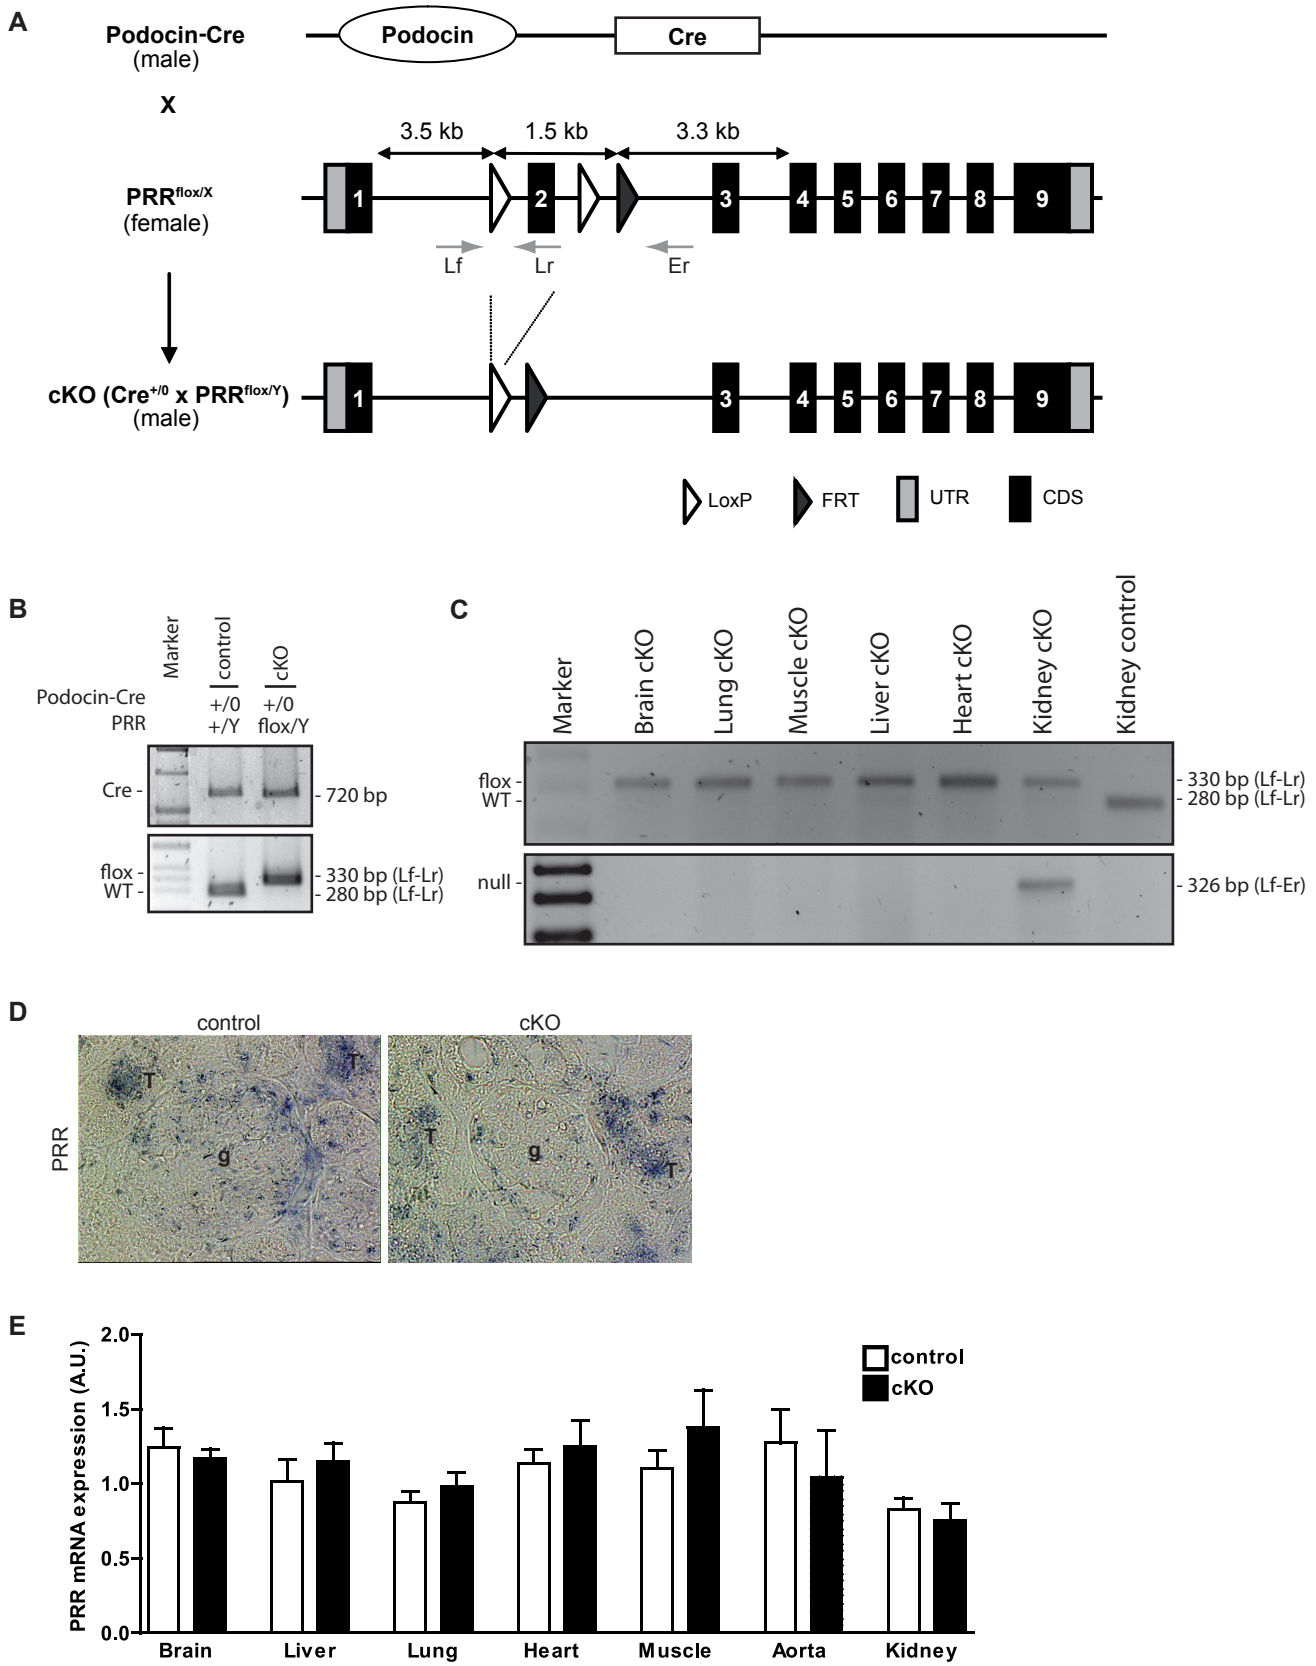 A
Podocin-Cre
(male)
Podocin
Cre
X
3.5 kb
1.5 kb
3.3 kb
PRRflox/X
(female)
1
2
3
4
5
6
7
8
9
Lf
Lr
Er
cKO (Cre+/0 x PRRflox/Y)
(male)
1
3
4
5
6
7
8
9
LoxP
FRT
UTR
CDS
B
Marker
control
cKO
Podocin-Cre +/0 +/0
PRR +/Y flox/Y
Cre -
- 720 bp
flox -
WT -
- 330 bp (Lf-Lr)
- 280 bp (Lf-Lr)
C
Marker
Brain cKO
Lung cKO
Muscle cKO
Liver cKO
Heart cKO
Kidney cKO
Kidney control
flox -
WT -
- 330 bp (Lf-Lr)
- 280 bp (Lf-Lr)
null -
- 326 bp (Lf-Er)
D
control
cKO
PRR
T
T
g
T
T
g
E
PRR mRNA expression (A.U.)
2.0
1.5
1.0
0.5
0.0
control
cKO
Brain
Liver
Lung
Heart
Muscle
Aorta
Kidney